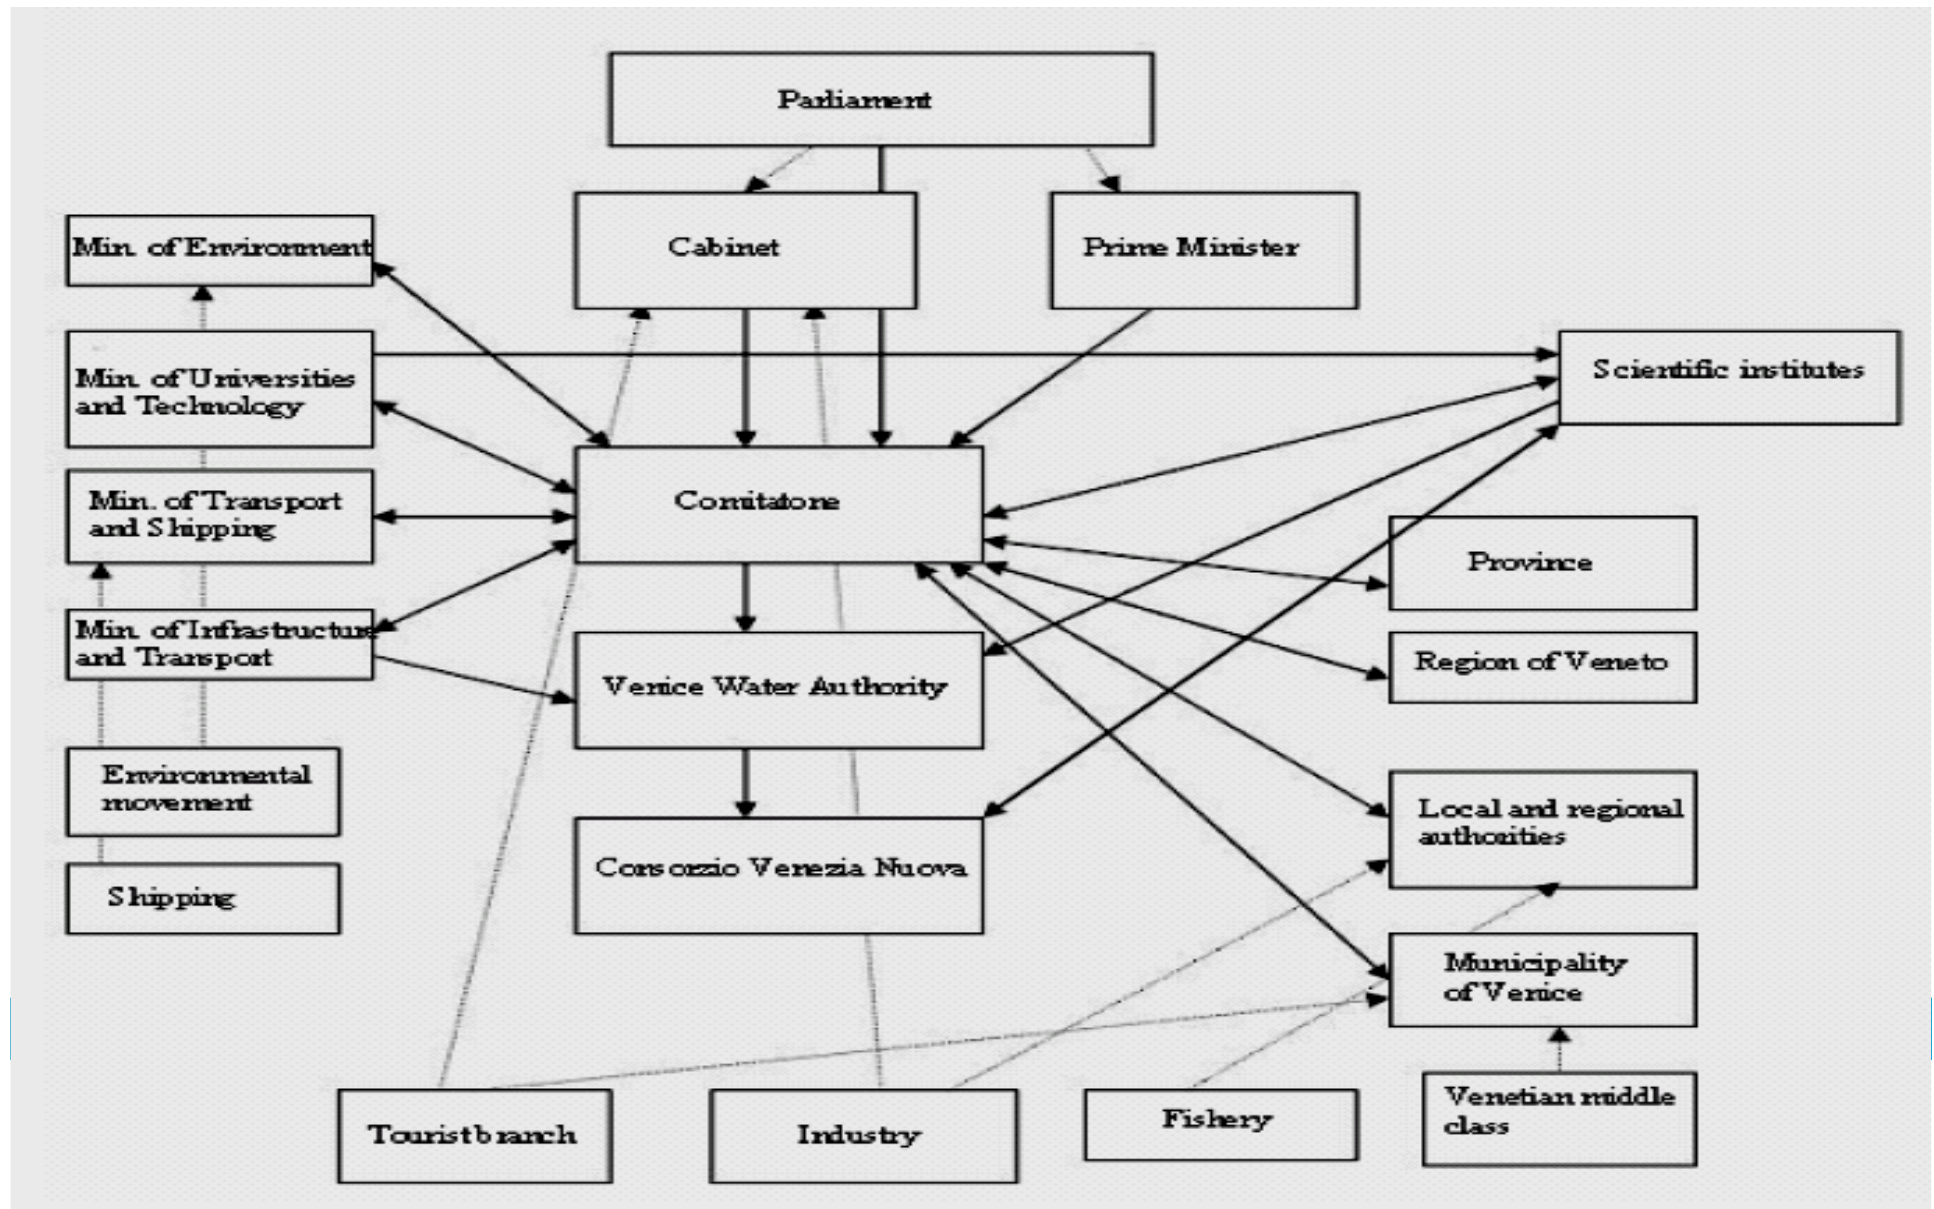 Parliament
Cabinet
Prime Minister
Min. of Environment
Min. of Universities
and Technology
Scientific institutes
Min. of Transport
and Shipping
Comitatone
Province
Min. of Infrastructure
and Transport
Region of Veneto
Venice Water Authority
Environmental
movement
Local and regional
authorities
Consorzio Venezia Nuova
Shipping
Municipality
of Venice
Tourist branch
Industry
Fishery
Venetian middle
class